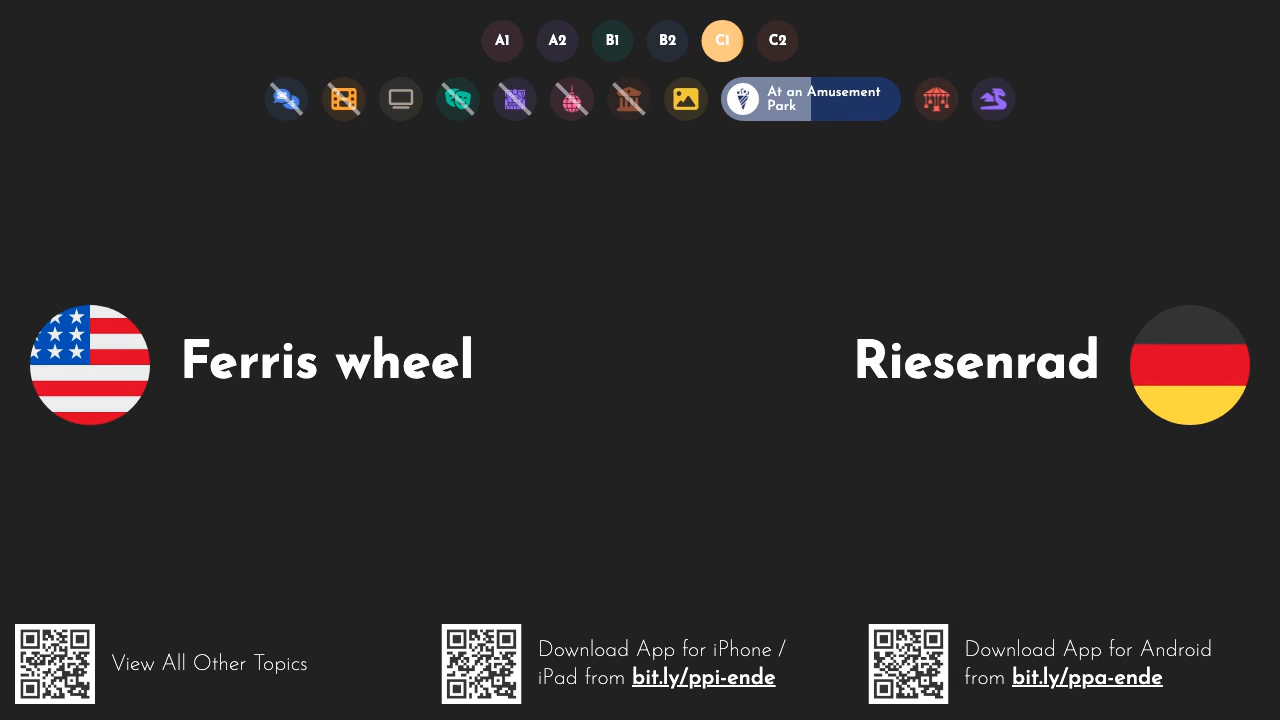 A1 A2 B1 B2 C1 C2
At an Amusement
Park
Ferris wheel
Riesenrad
View All Other Topics
Download App for iPhone /
iPad from bit.ly/ppi-ende
Download App for Android
from bit.ly/ppa-ende